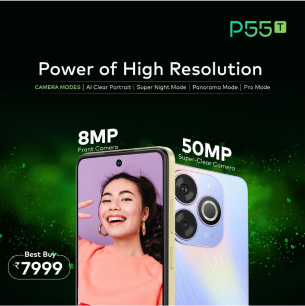 P55 T
Power of High Resolution
CAMERA MODES | AI Clear Portrait | Super Night Mode | Panorama Mode | Pro Mode
8MP
Front Camera
50MP
Super-Clear Camera
Best Buy
₹7999